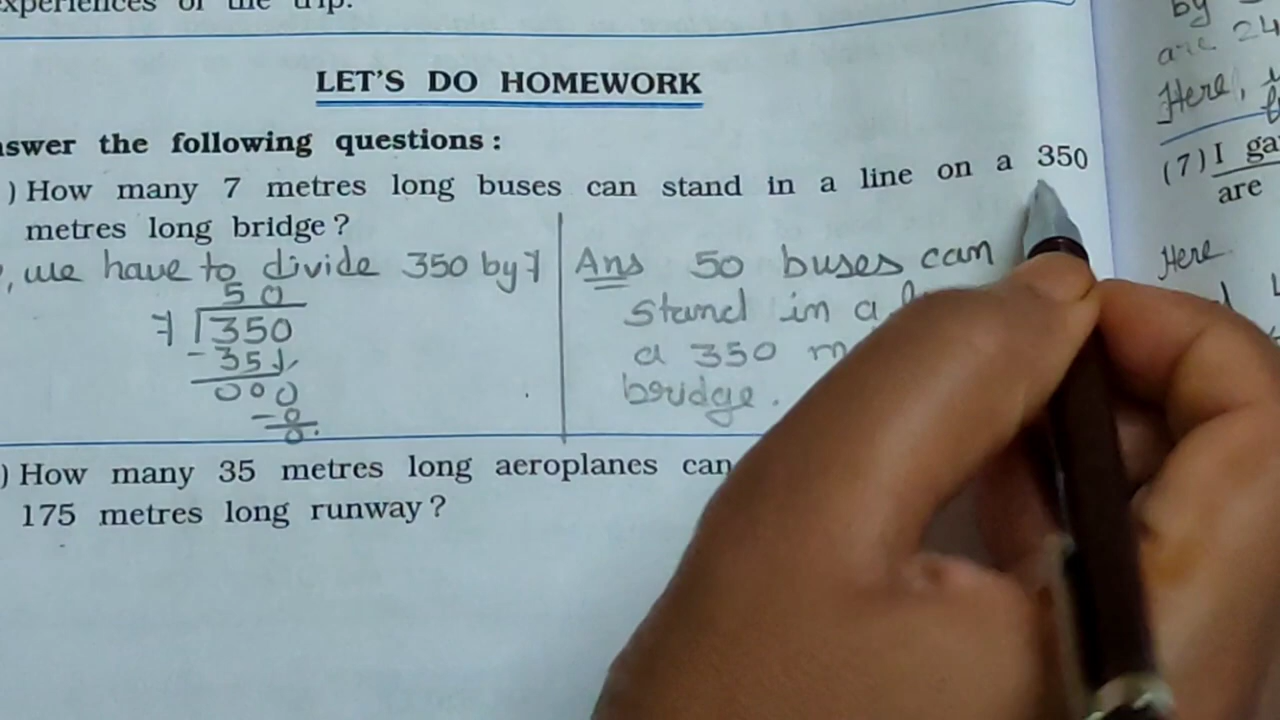 experiences of the trip.
LET'S DO HOMEWORK
nswer the following questions :
) How many 7 metres long buses can stand in a line on a 350
metres long bridge ?
, we have to divide 350 by 7
50
7 350
- 35
000
- 0
0
Ans 50 buses can
stand in a
a 350 m
bridge.
) How many 35 metres long aeroplanes can
175 metres long runway ?
by
are 24
Here,
(7) I ga
are
Here